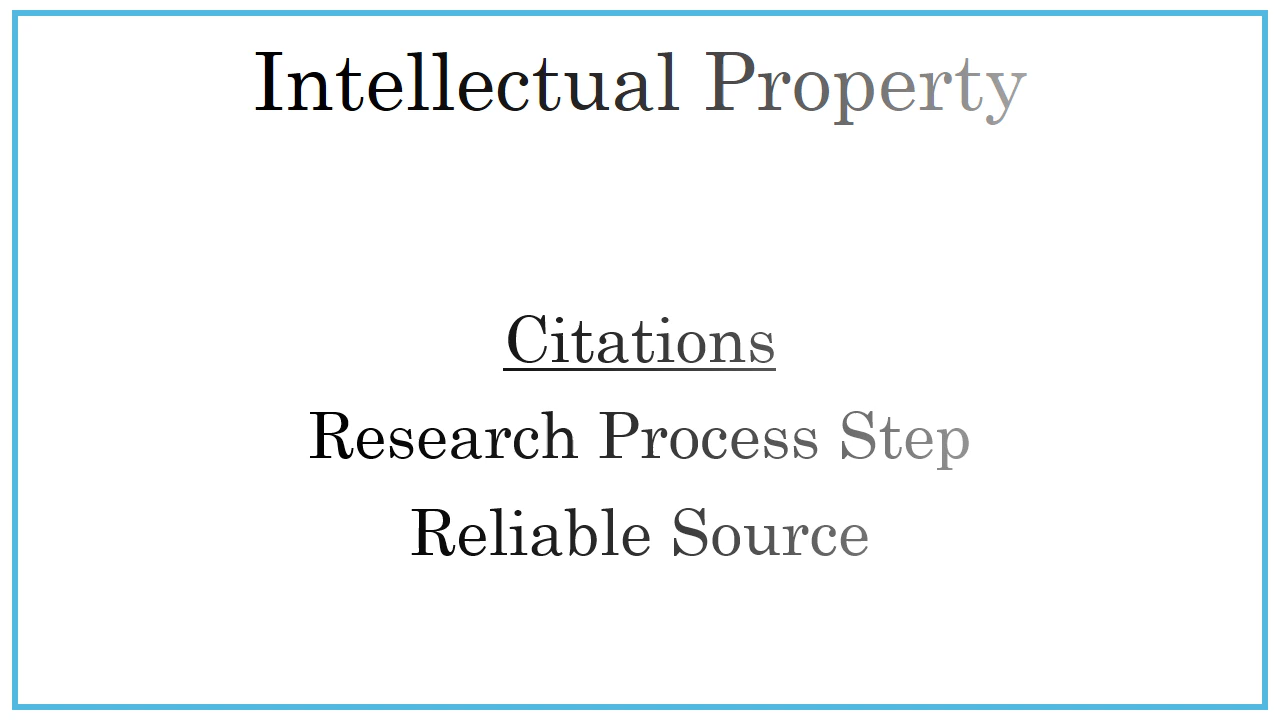 Intellectual Property
Citations
Research Process Step
Reliable Source